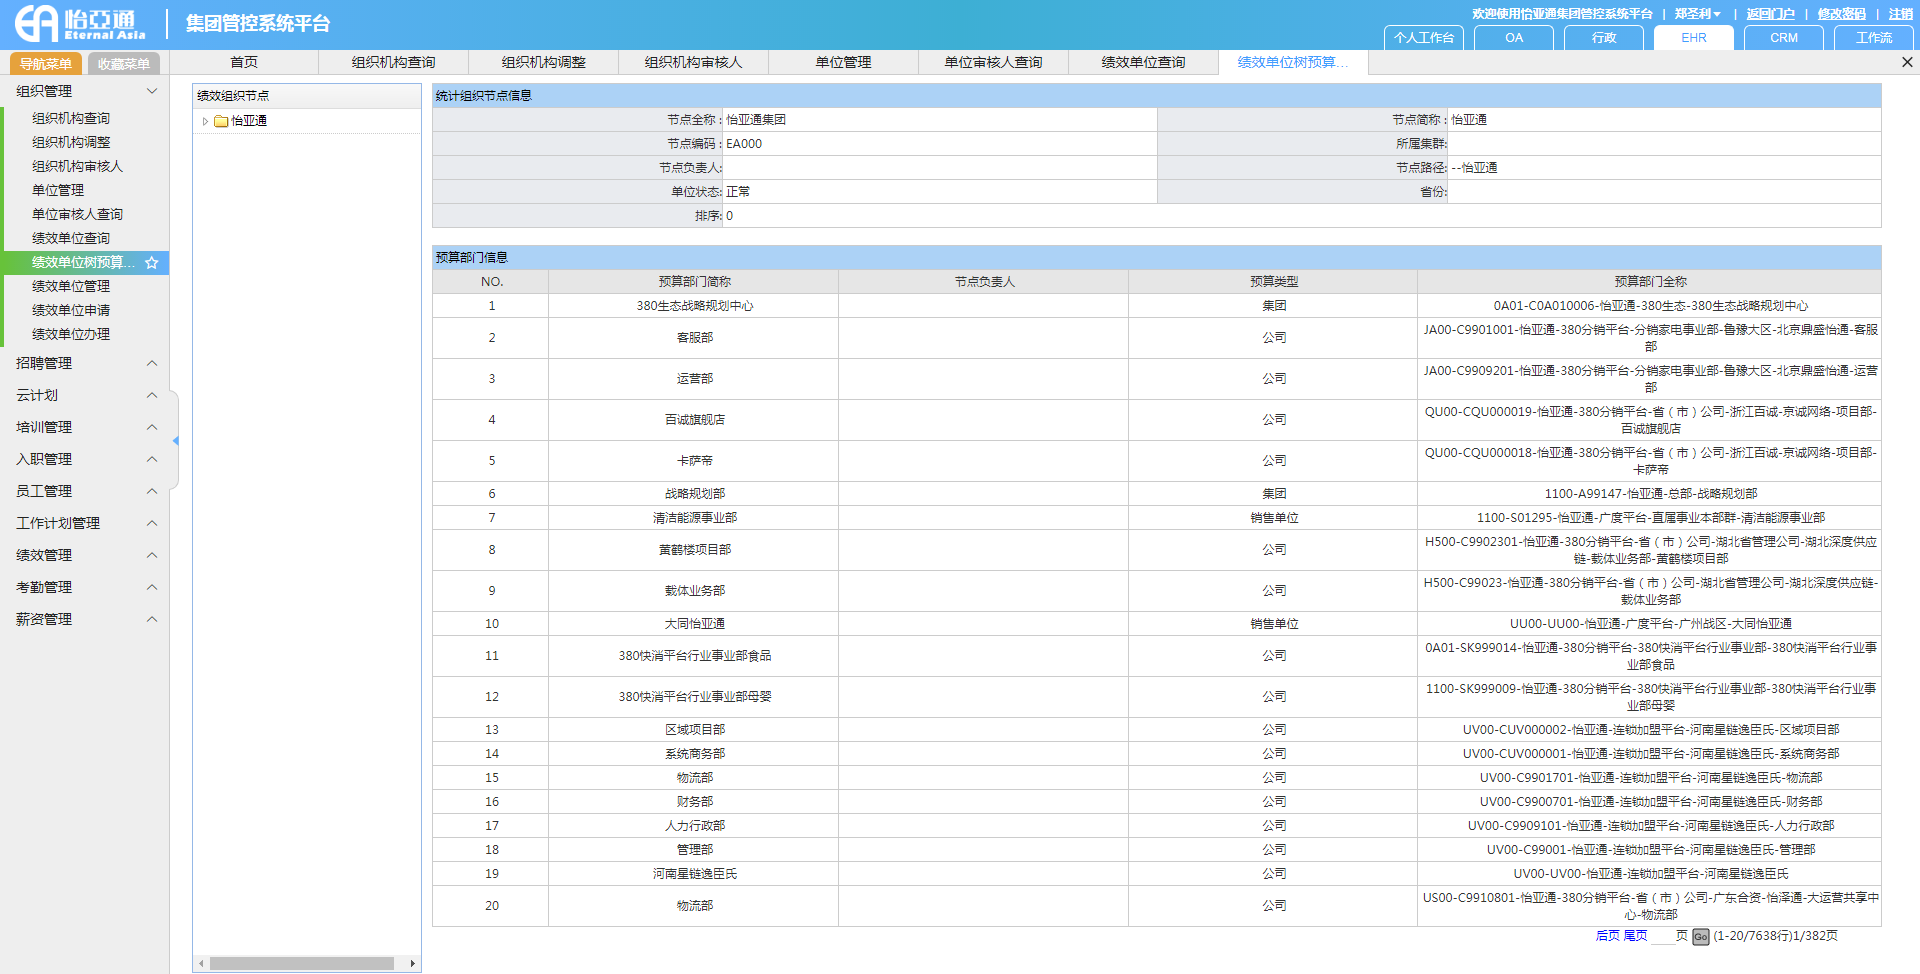 怡亞通
Eternal Asia
集团管控系统平台
欢迎使用怡亚通集团管控系统平台 | 郑圣利 | 返回门户 | 修改密码 | 注销
个人工作台 OA 行政 EHR CRM 工作流
导航菜单 收藏菜单 首页 组织机构查询 组织机构调整 组织机构审核人 单位管理 单位审核人查询 绩效单位查询 绩效单位树预算...
组织管理
组织机构查询
组织机构调整
组织机构审核人
单位管理
单位审核人查询
绩效单位查询
绩效单位树预算...
绩效单位管理
绩效单位申请
绩效单位办理
招聘管理
云计划
培训管理
入职管理
员工管理
工作计划管理
绩效管理
考勤管理
薪资管理
绩效组织节点
怡亚通
统计组织节点信息
节点全称: 怡亚通集团 节点简称: 怡亚通
节点编码: EA000 所属集群:
节点负责人: 节点路径: --怡亚通
单位状态: 正常 省份:
排序: 0
预算部门信息
NO. 预算部门简称 节点负责人 预算类型 预算部门全称
1 380生态战略规划中心 集团 0A01-C0A010006-怡亚通-380生态-380生态战略规划中心
2 客服部 公司 JA00-C9901001-怡亚通-380分销平台-分销家电事业部-鲁豫大区-北京鼎盛怡通-客服
部
3 运营部 公司 JA00-C9909201-怡亚通-380分销平台-分销家电事业部-鲁豫大区-北京鼎盛怡通-运营
部
4 百诚旗舰店 公司 QU00-CQU000019-怡亚通-380分销平台-省（市）公司-浙江百诚-京诚网络-项目部-
百诚旗舰店
5 卡萨帝 公司 QU00-CQU000018-怡亚通-380分销平台-省（市）公司-浙江百诚-京诚网络-项目部-
卡萨帝
6 战略规划部 集团 1100-A99147-怡亚通-总部-战略规划部
7 清洁能源事业部 销售单位 1100-S01295-怡亚通-广度平台-直属事业本部群-清洁能源事业部
8 黄鹤楼项目部 公司 H500-C9902301-怡亚通-380分销平台-省（市）公司-湖北省管理公司-湖北深度供应
链-载体业务部-黄鹤楼项目部
9 载体业务部 公司 H500-C99023-怡亚通-380分销平台-省（市）公司-湖北省管理公司-湖北深度供应链-
载体业务部
10 大同怡亚通 销售单位 UU00-UU00-怡亚通-广度平台-广州战区-大同怡亚通
11 380快消平台行业事业部食品 公司 0A01-SK999014-怡亚通-380分销平台-380快消平台行业事业部-380快消平台行业事
业部食品
12 380快消平台行业事业部母婴 公司 1100-SK999009-怡亚通-380分销平台-380快消平台行业事业部-380快消平台行业事
业部母婴
13 区域项目部 公司 UV00-CUV000002-怡亚通-连锁加盟平台-河南星链逸臣氏-区域项目部
14 系统商务部 公司 UV00-CUV000001-怡亚通-连锁加盟平台-河南星链逸臣氏-系统商务部
15 物流部 公司 UV00-C9901701-怡亚通-连锁加盟平台-河南星链逸臣氏-物流部
16 财务部 公司 UV00-C9900701-怡亚通-连锁加盟平台-河南星链逸臣氏-财务部
17 人力行政部 公司 UV00-C9909101-怡亚通-连锁加盟平台-河南星链逸臣氏-人力行政部
18 管理部 公司 UV00-C99001-怡亚通-连锁加盟平台-河南星链逸臣氏-管理部
19 河南星链逸臣氏 公司 UV00-UV00-怡亚通-连锁加盟平台-河南星链逸臣氏
20 物流部 公司 US00-C9910801-怡亚通-380分销平台-省（市）公司-广东合资-怡泽通-大运营共享中
心-物流部
后页 尾页 页 Go (1-20/7638行)1/382页